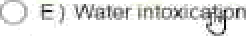 E ) Water intoxication